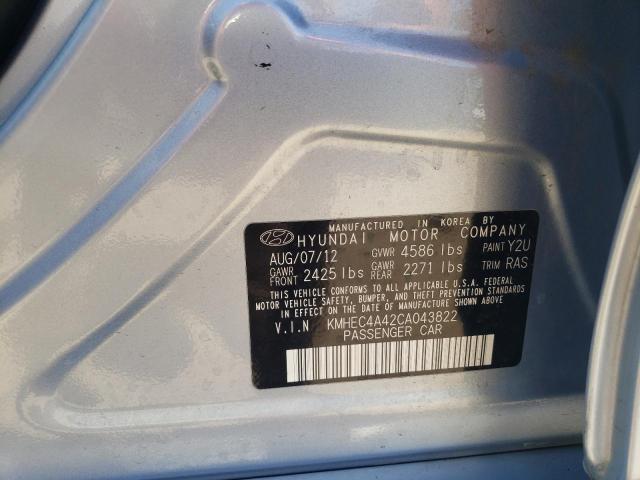 MANUFACTURED IN KOREA BY
HYUNDAI MOTOR COMPANY
AUG/07/12 GVWR 4586 lbs PAINT Y2U
GAWR FRONT 2425 lbs GAWR REAR 2271 lbs TRIM RAS
THIS VEHICLE CONFORMS TO ALL APPLICABLE U.S.A. FEDERAL
MOTOR VEHICLE SAFETY, BUMPER, AND THEFT PREVENTION STANDARDS
IN EFFECT ON THE DATE OF MANUFACTURE SHOWN ABOVE.
V.I.N KMHEC4A42CA043822
PASSENGER CAR